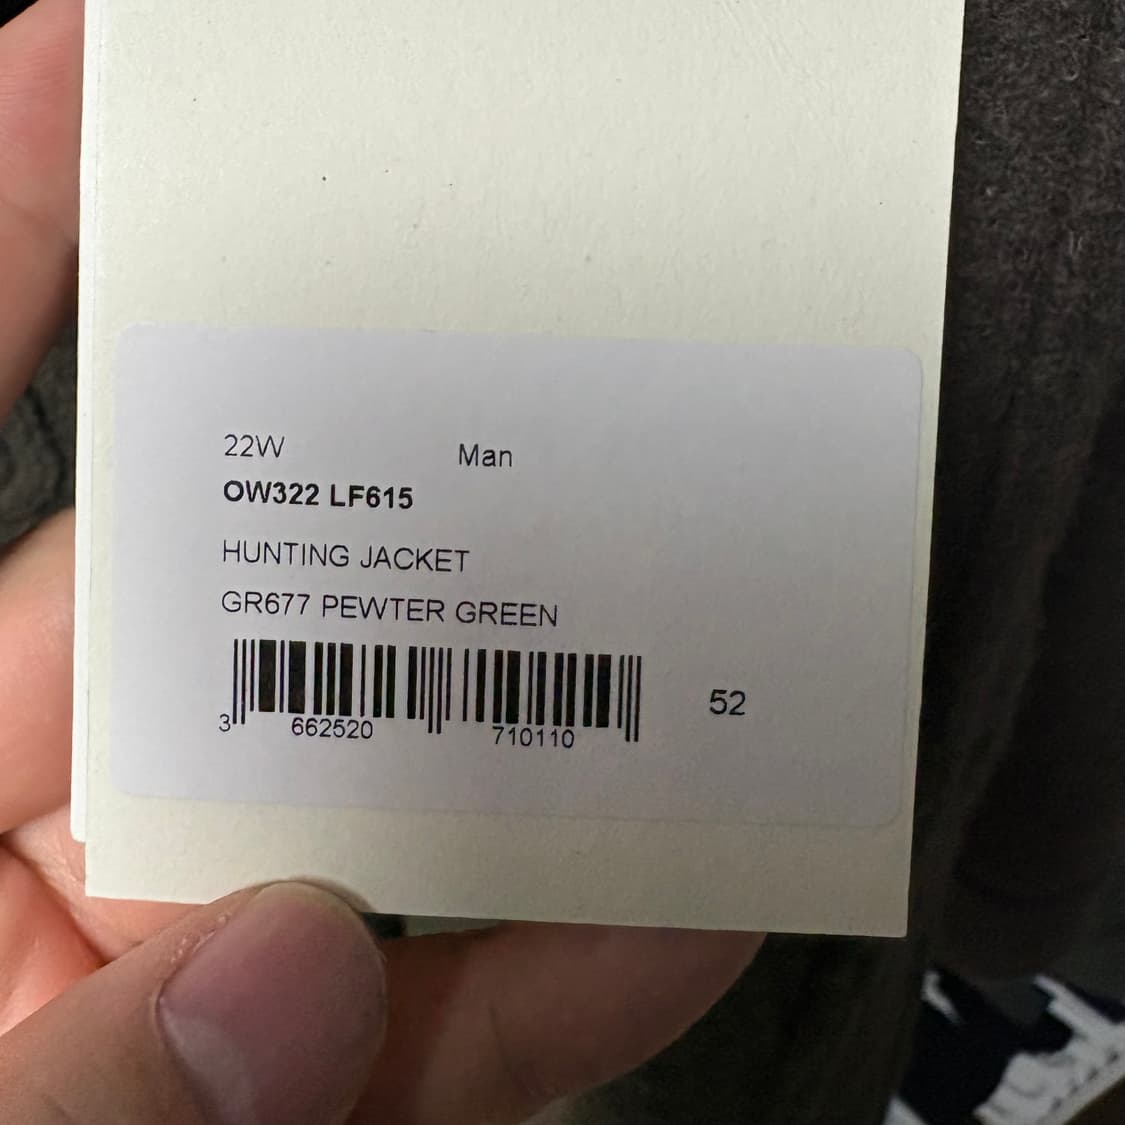 22W Man
OW322 LF615
HUNTING JACKET
GR677 PEWTER GREEN
52
3 662520 710110